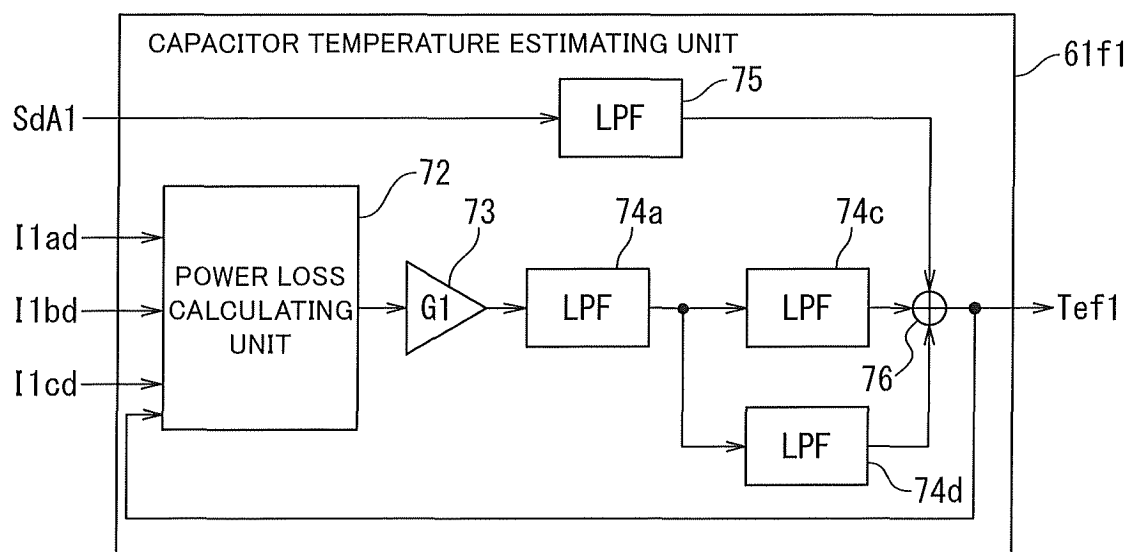 CAPACITOR TEMPERATURE ESTIMATING UNIT
61f1
SdA1
75
LPF
72
I1ad
I1bd
I1cd
POWER LOSS
CALCULATING
UNIT
73
G1
74a
LPF
74c
LPF
76
Tef1
LPF
74d